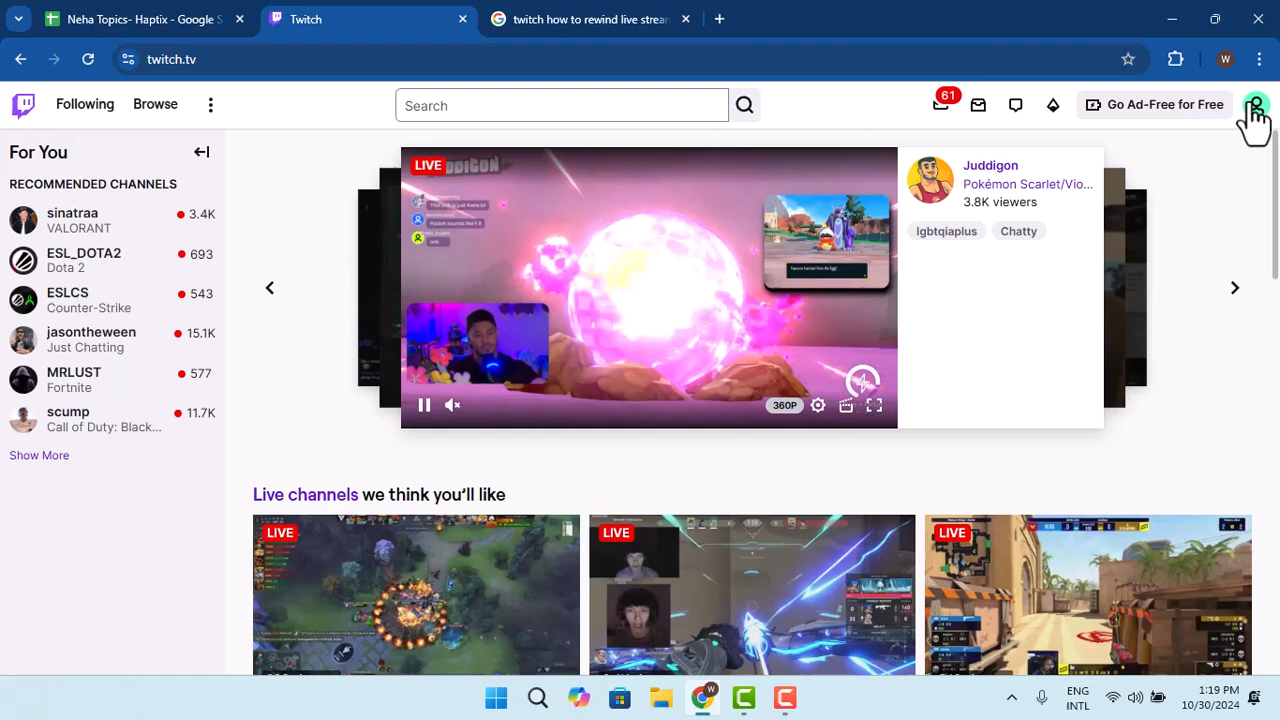 Neha Topics- Haptix - Google S
Twitch
twitch how to rewind live stream
twitch.tv
W
Following
Browse
Search
61
Go Ad-Free for Free
For You
RECOMMENDED CHANNELS
sinatraa
3.4K
VALORANT
ESL_DOTA2
693
Dota 2
ESLCS
543
Counter-Strike
jasontheween
15.1K
Just Chatting
MRLUST
577
Fortnite
scump
11.7K
Call of Duty: Black...
Show More
LIVE
360P
Juddigon
Pokémon Scarlet/Vio...
3.8K viewers
lgbtqiaplus
Chatty
Live channels we think you'll like
LIVE
LIVE
LIVE
W
ENG
INTL
1:19 PM
10/30/2024